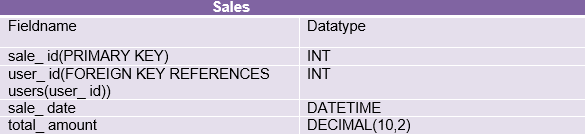 Sales
Fieldname Datatype
sale_ id(PRIMARY KEY) INT
user_ id(FOREIGN KEY REFERENCES INT
users(user_ id))
sale_ date DATETIME
total_ amount DECIMAL(10,2)